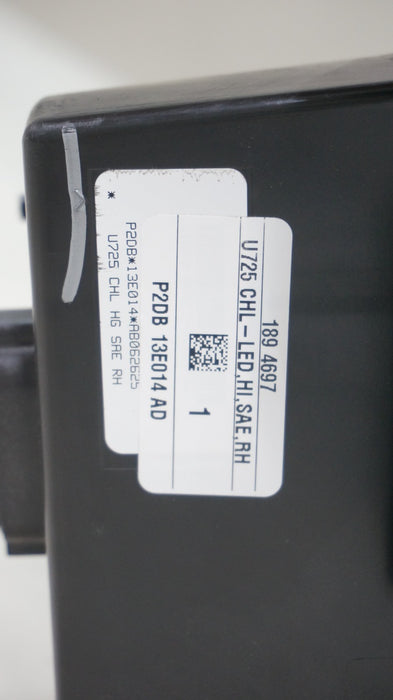 189 4697
U725 CHL-LED,HI,SAE,RH
1
P2DB 13E014 AD
*
P2DB*13E014*AB062625
U725 CHL HG SAE RH